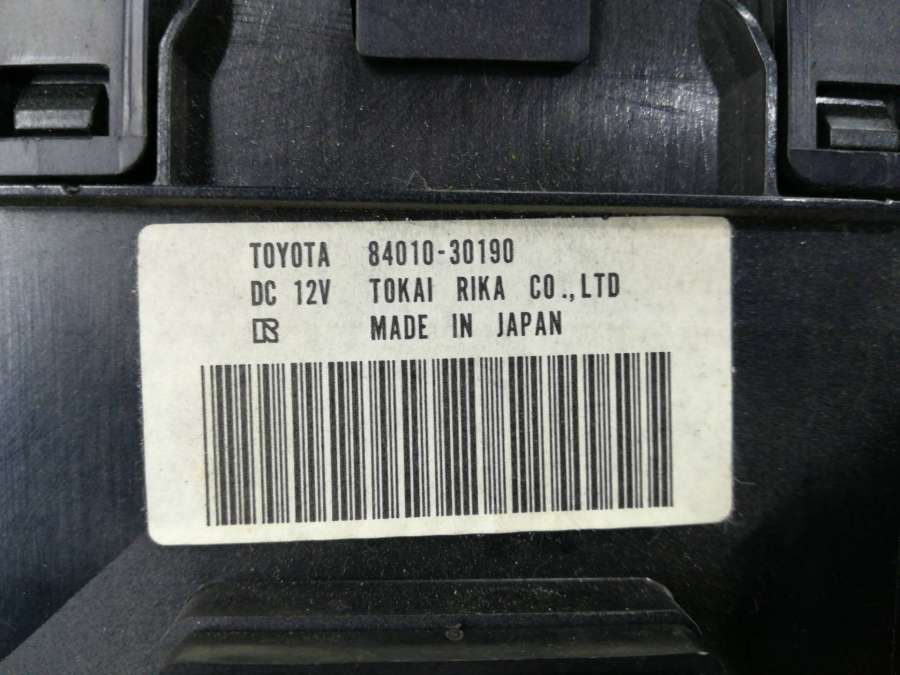 TOYOTA 84010-30190
DC 12V TOKAI RIKA CO.,LTD
MADE IN JAPAN